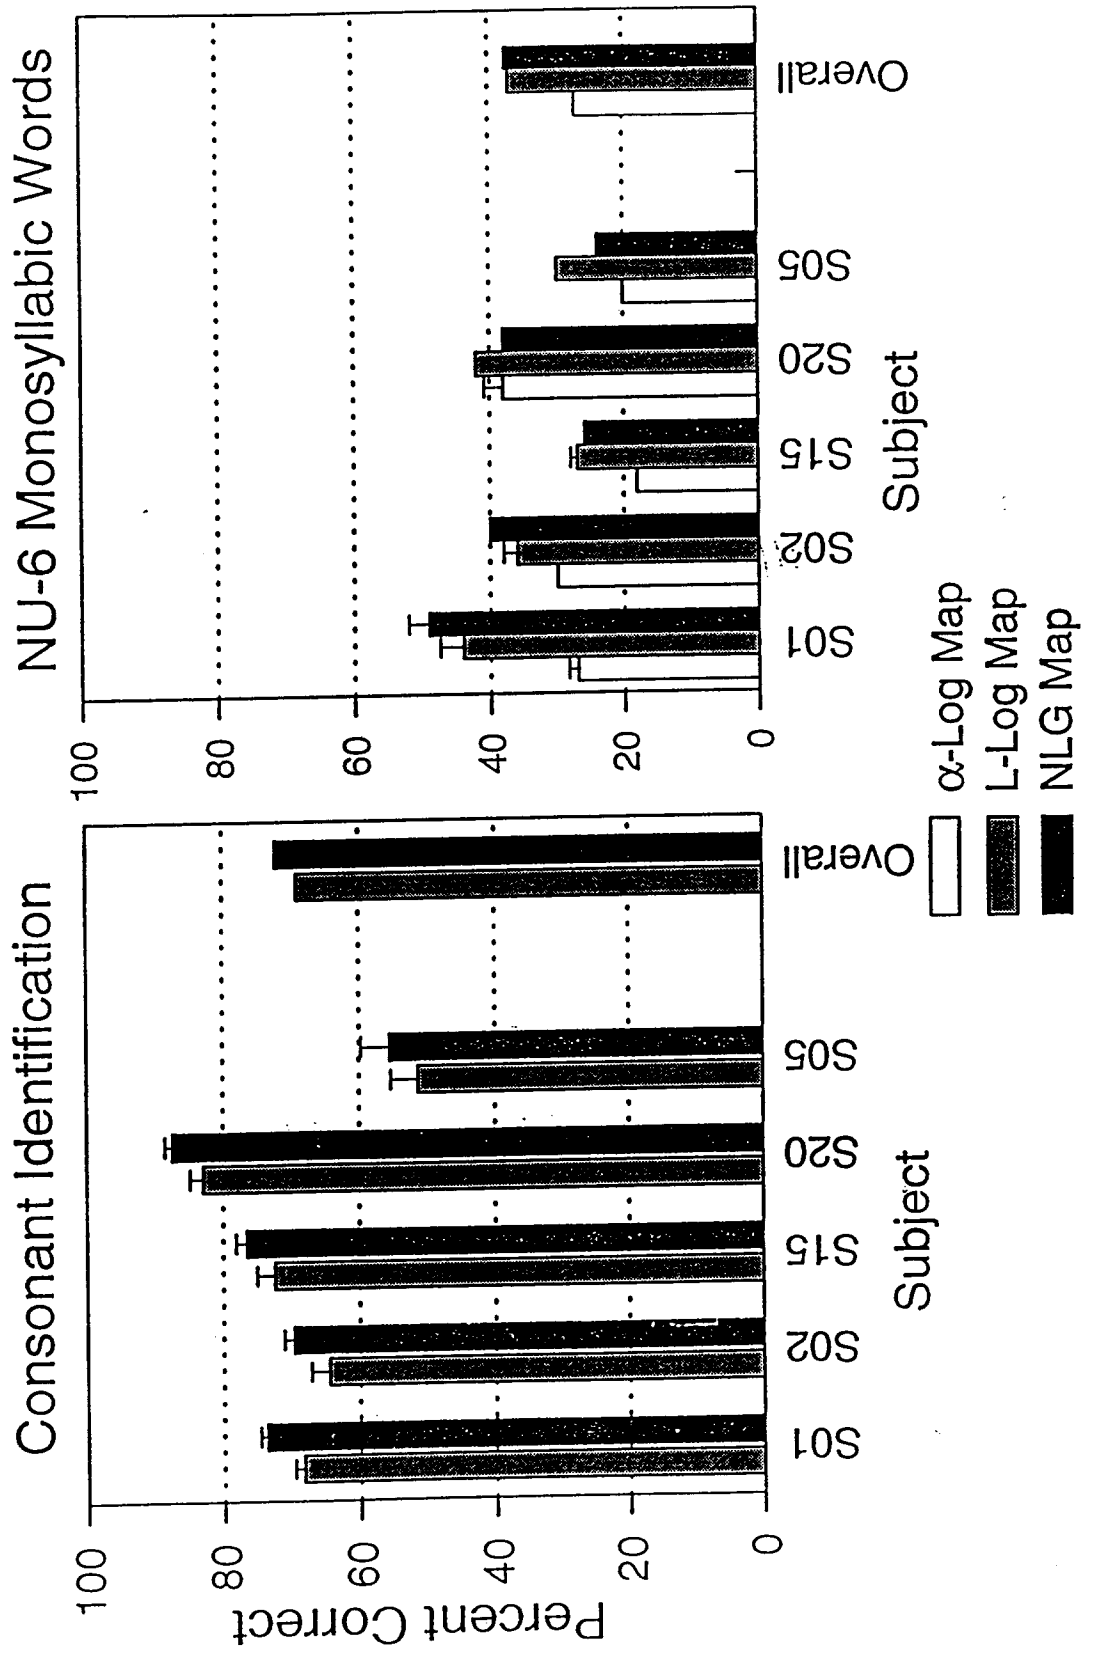 Consonant Identification
NU-6 Monosyllabic Words
Percent Correct
100
80
60
40
20
0
S01
S02
S15
S20
S05
Overall
Subject
100
80
60
40
20
0
S01
S02
S15
S20
S05
Overall
Subject
α-Log Map
L-Log Map
NLG Map